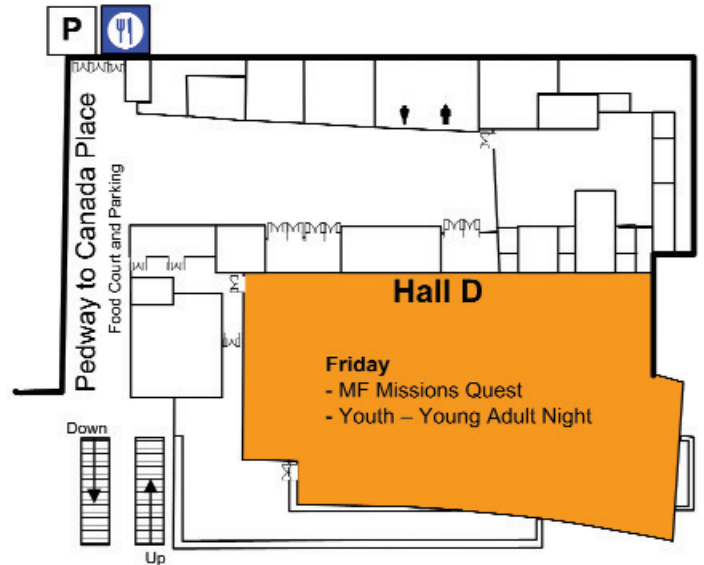 P
Pedway to Canada Place
Food Court and Parking
Hall D
Friday
- MF Missions Quest
- Youth – Young Adult Night
Down
Up